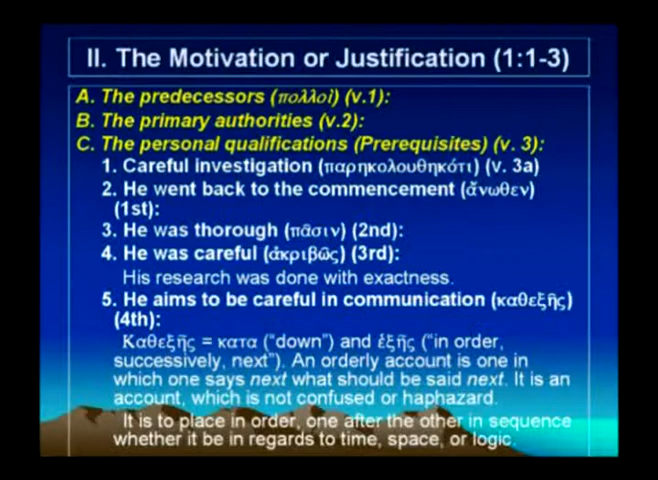 II. The Motivation or Justification (1:1-3)
A. The predecessors (πολλοὶ) (v.1):
B. The primary authorities (v.2):
C. The personal qualifications (Prerequisites) (v. 3):
1. Careful investigation (παρηκολουθηκότι) (v. 3a)
2. He went back to the commencement (ἄνωθεν)
(1st):
3. He was thorough (πᾶσιν) (2nd):
4. He was careful (ἀκριβῶς) (3rd):
His research was done with exactness.
5. He aims to be careful in communication (καθεξῆς)
(4th):
Καθεξῆς = κατα ("down") and ἑξῆς ("in order,
successively, next"). An orderly account is one in
which one says next what should be said next. It is an
account, which is not confused or haphazard.
It is to place in order, one after the other in sequence
whether it be in regards to time, space, or logic.